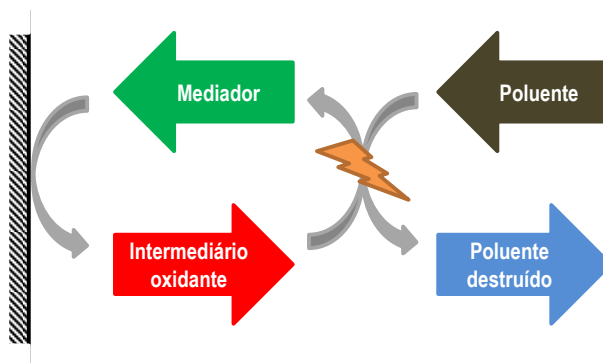 Mediador
Poluente
Intermediário
oxidante
Poluente
destruído